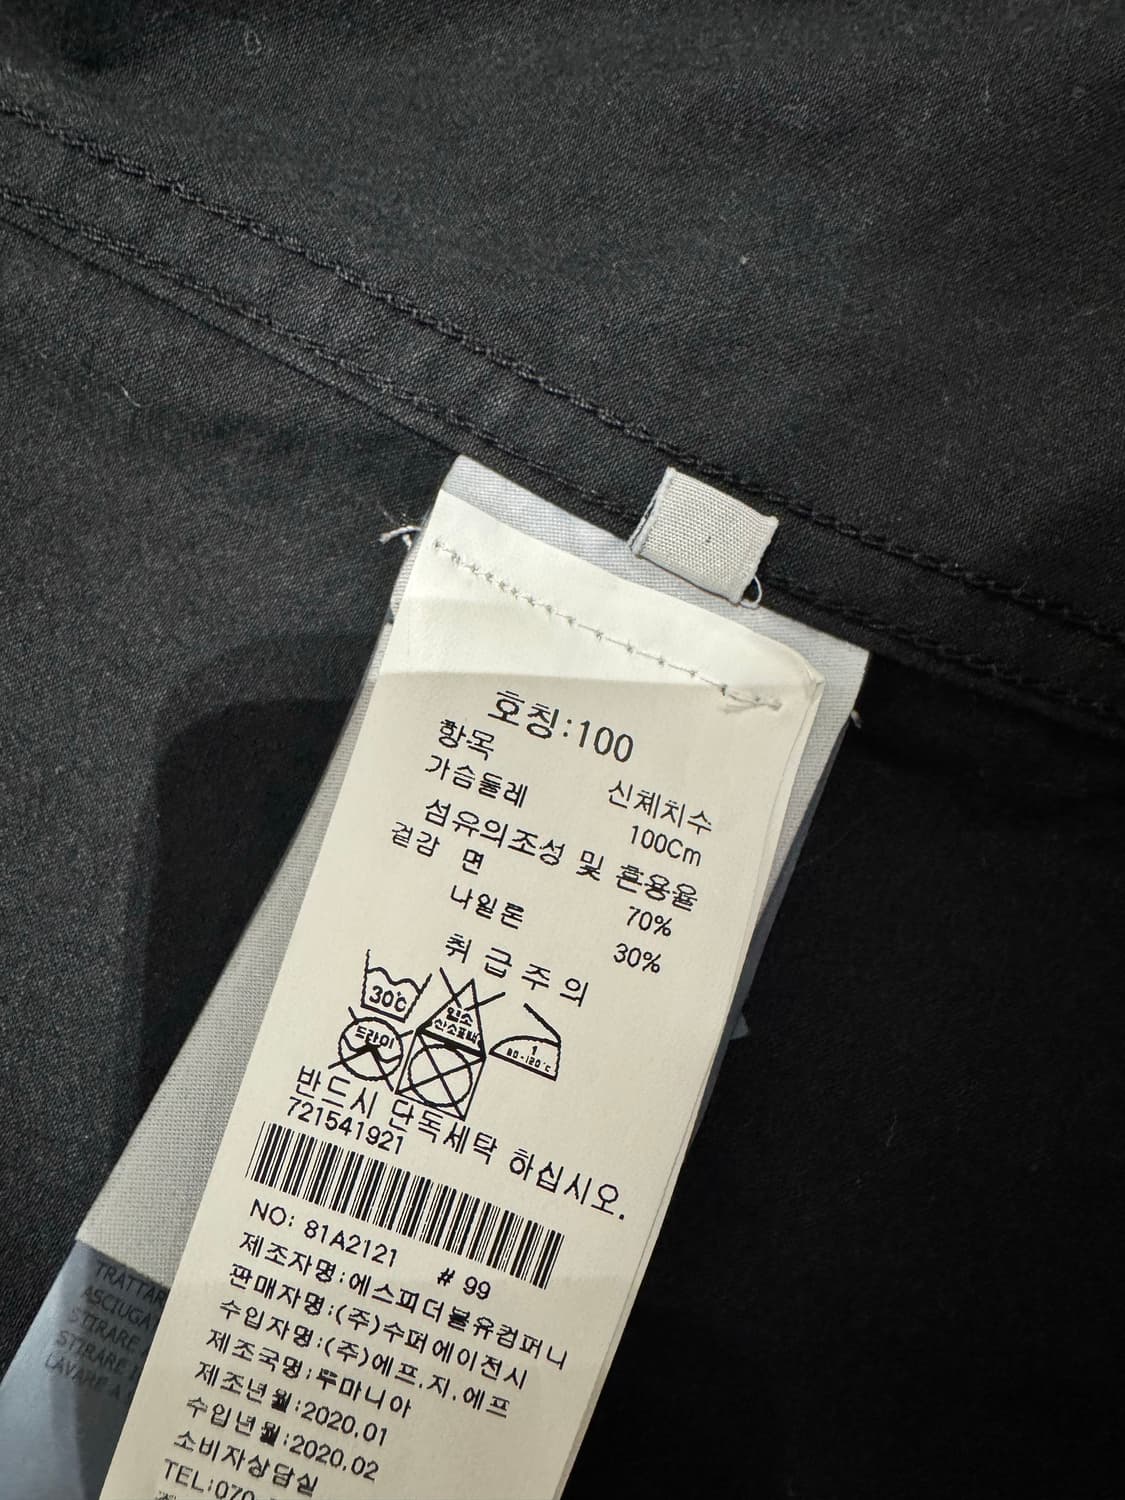 호칭:100
항목 신체치수
가슴둘레 100Cm
섬유의조성 및 혼용율
겉감 면 70%
나일론 30%
취급주의
30℃
염소
산소표백
1
80-120℃
드라이
반드시 단독세탁 하십시오.
721541921
NO: 81A2121 # 99
제조자명:에스피더블유컴퍼니
판매자명:(주)수퍼에이전시
수입자명:(주)에프.지.에프
제조국명:루마니아
제조년월:2020.01
수입년월:2020.02
소비자상담실
TEL:070
TRATTAR
ASCIUGA
STIRARE
STIRARE
LAVARE A